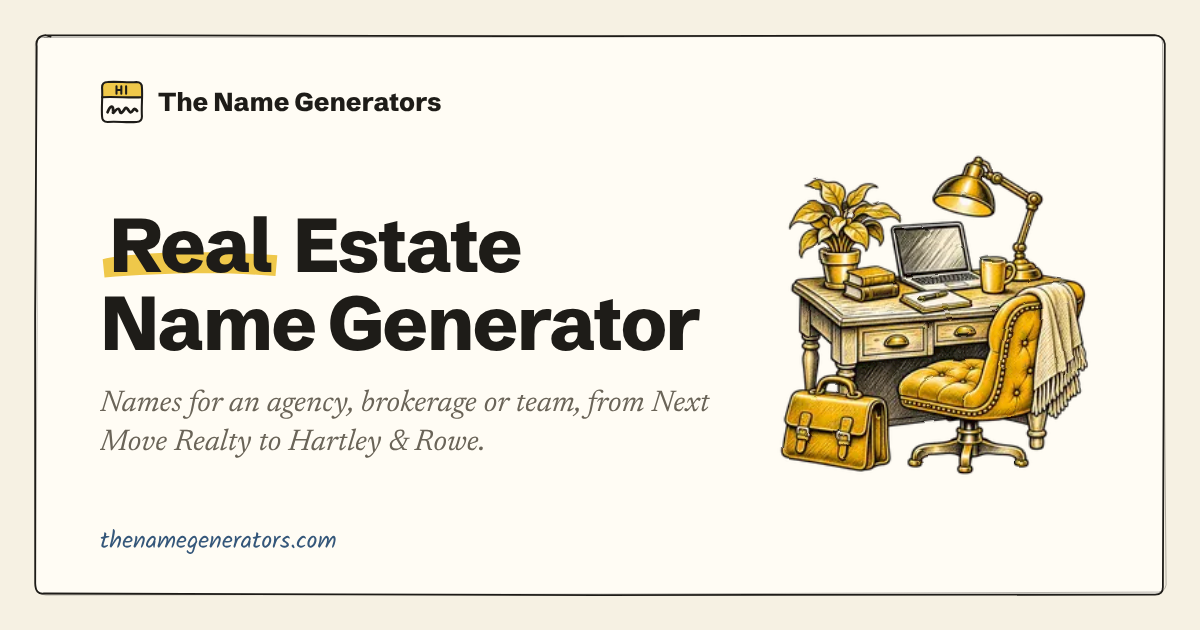 HI
The Name Generators
Real Estate
Name Generator
Names for an agency, brokerage or team, from Next
Move Realty to Hartley & Rowe.
thenamegenerators.com